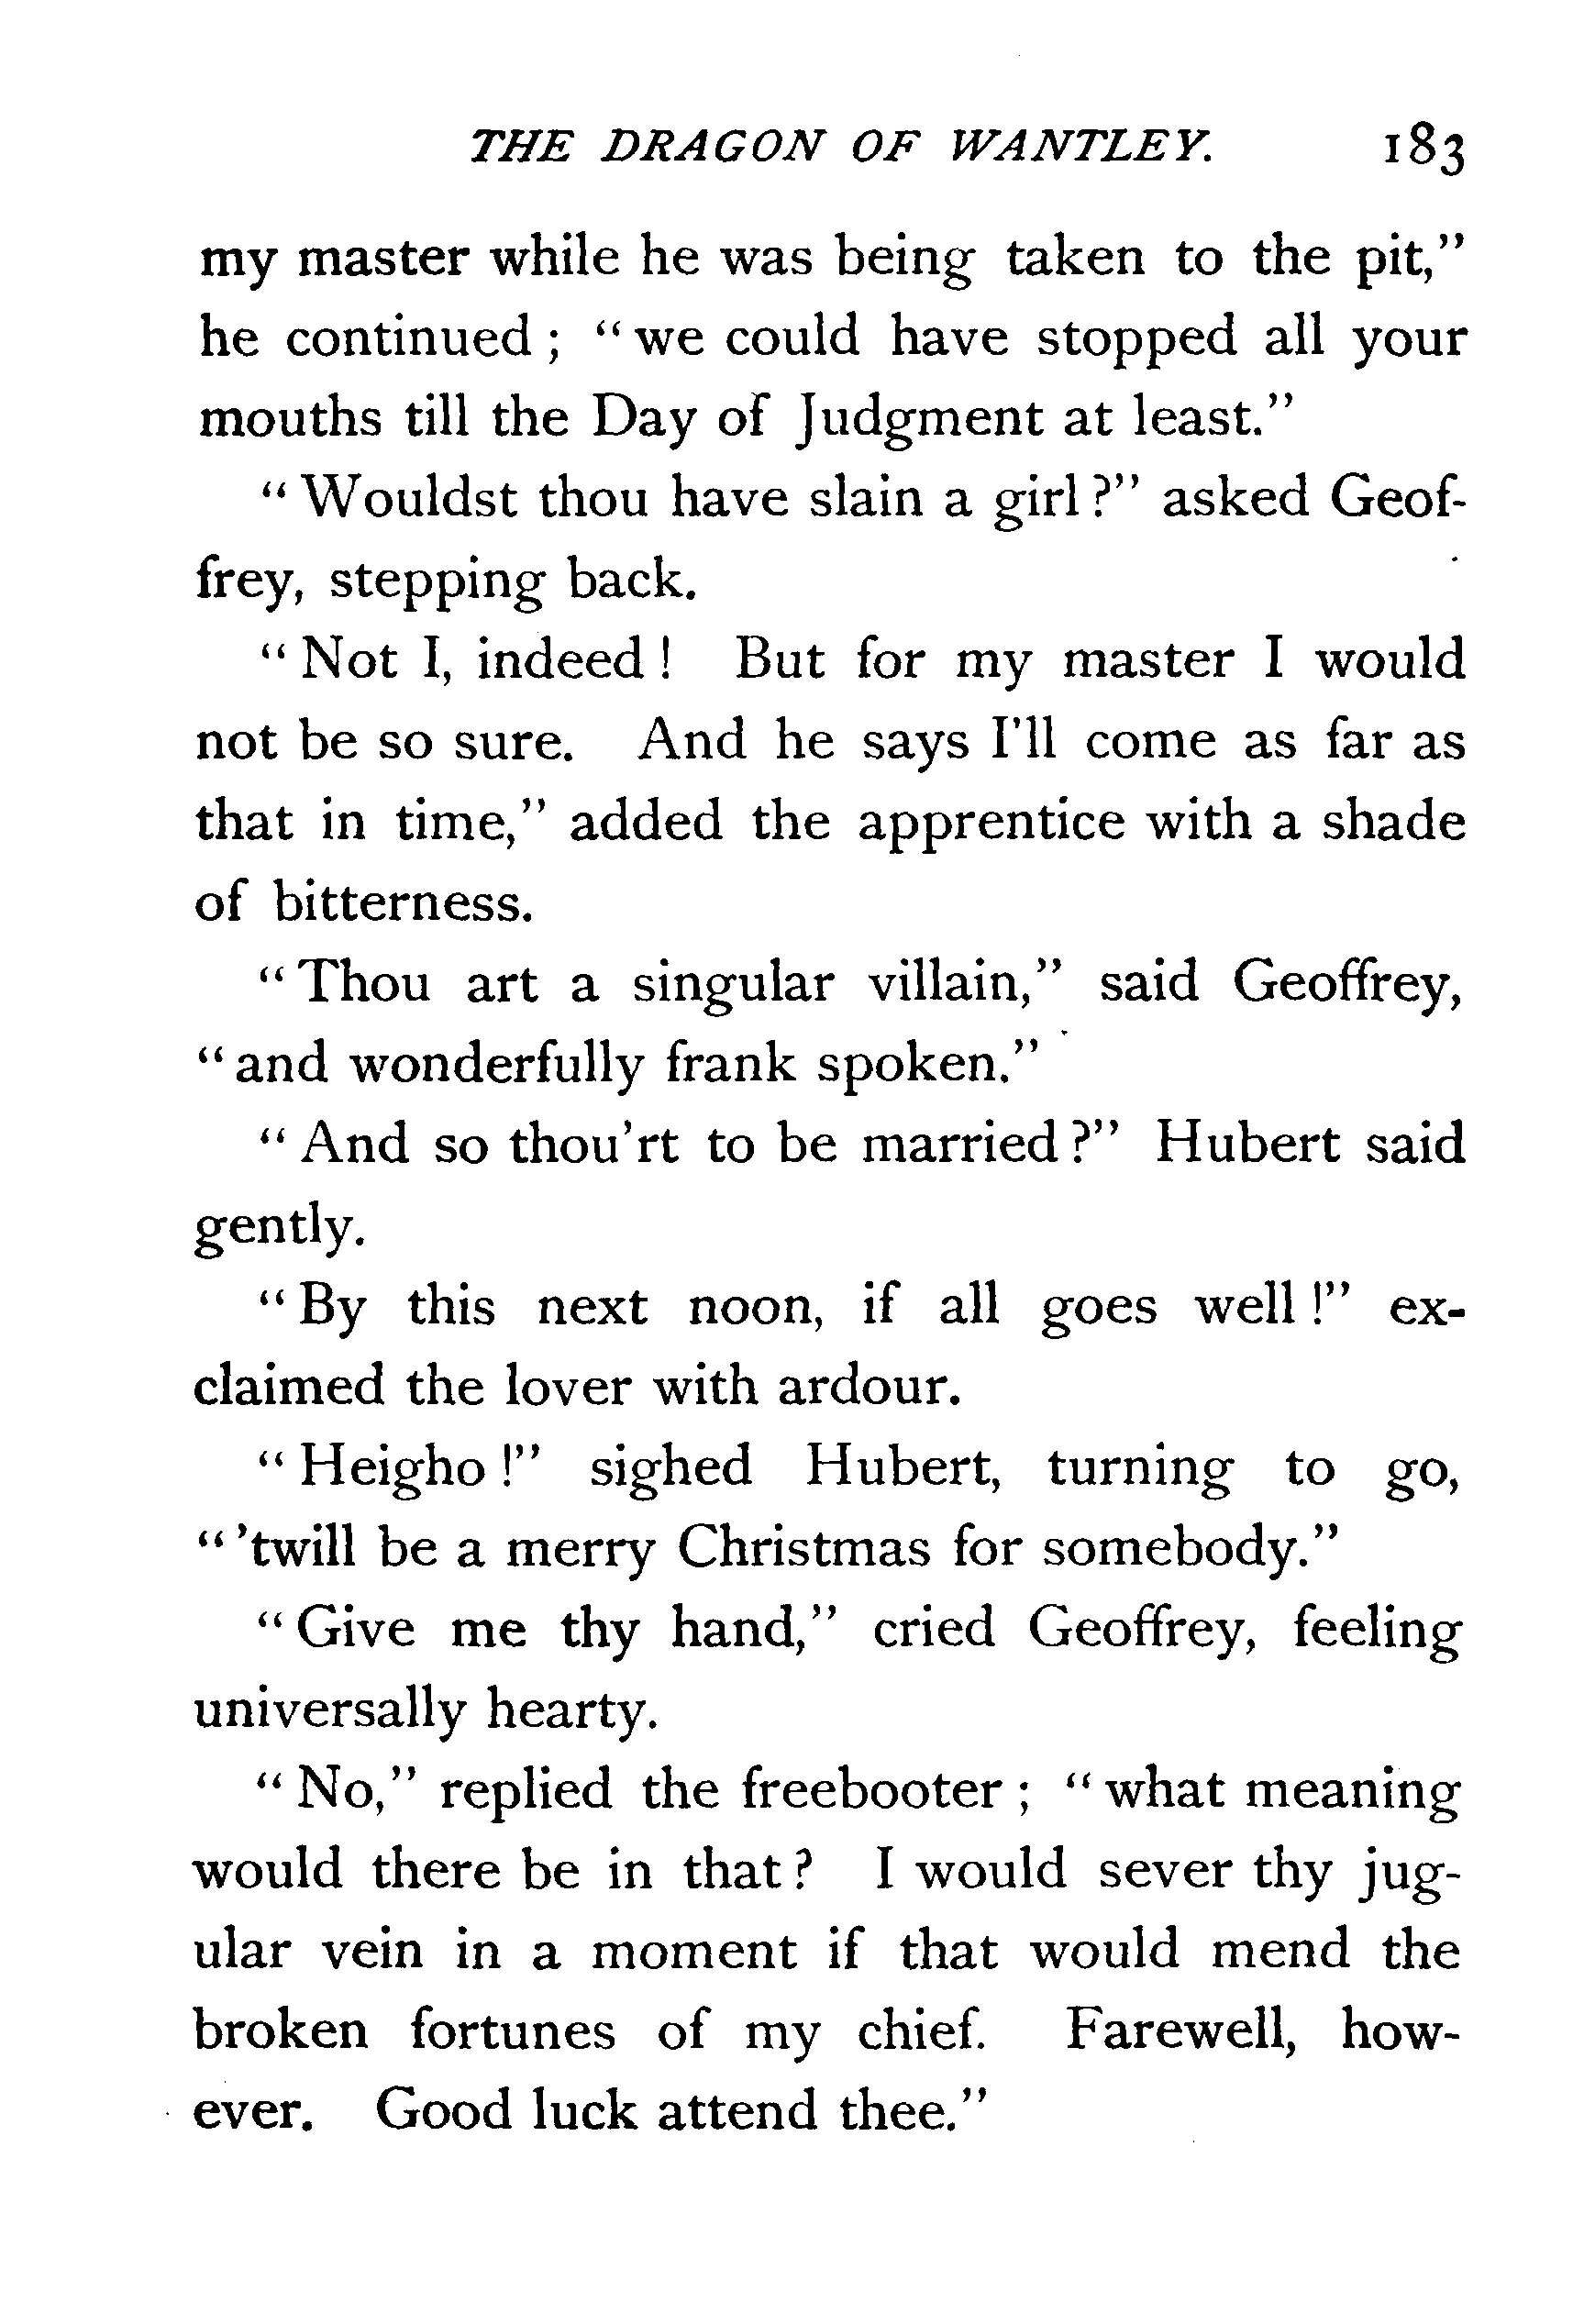 THE DRAGON OF WANTLEY. 183
my master while he was being taken to the pit,"
he continued; "we could have stopped all your
mouths till the Day of Judgment at least."
"Wouldst thou have slain a girl?" asked Geof-
frey, stepping back.
"Not I, indeed! But for my master I would
not be so sure. And he says I'll come as far as
that in time," added the apprentice with a shade
of bitterness.
"Thou art a singular villain," said Geoffrey,
"and wonderfully frank spoken."
"And so thou'rt to be married?" Hubert said
gently.
"By this next noon, if all goes well!" ex-
claimed the lover with ardour.
"Heigho!" sighed Hubert, turning to go,
"'twill be a merry Christmas for somebody."
"Give me thy hand," cried Geoffrey, feeling
universally hearty.
"No," replied the freebooter; "what meaning
would there be in that? I would sever thy jug-
ular vein in a moment if that would mend the
broken fortunes of my chief. Farewell, how-
ever. Good luck attend thee."